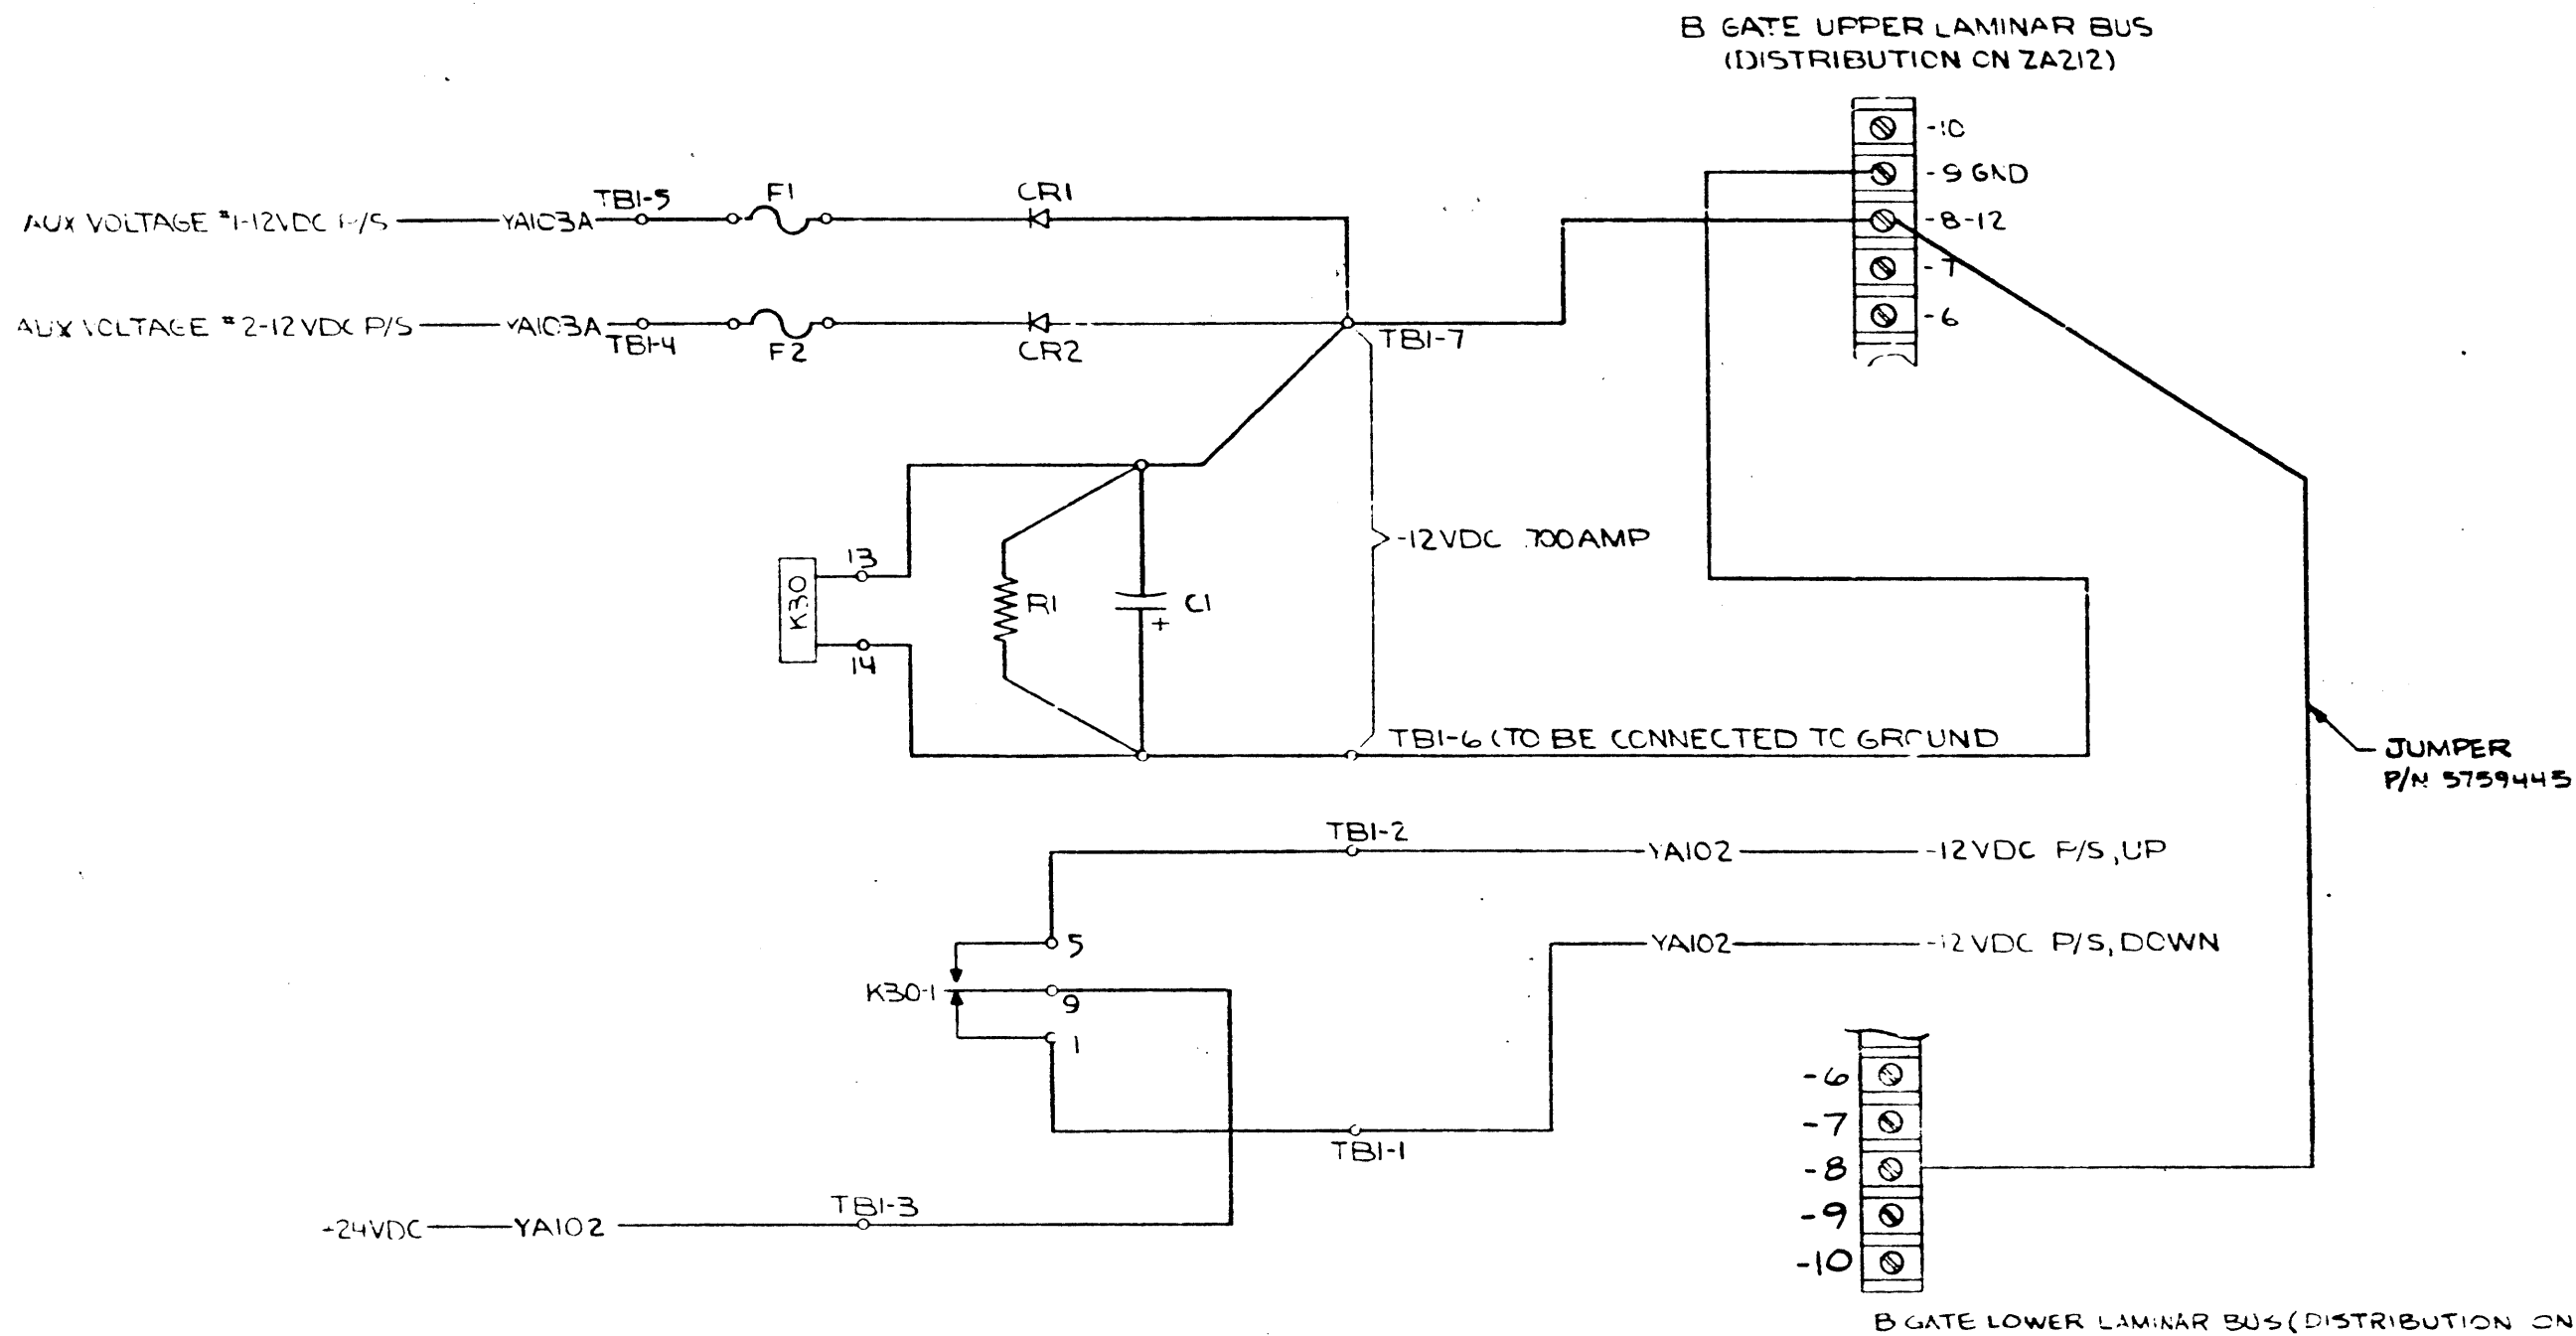 B GATE UPPER LAMINAR BUS
(DISTRIBUTION ON ZA212)
-10
-9 GND
-8-12
-7
-6
AUX VOLTAGE #1-12VDC P/S
YA103A
TB1-5
F1
CR1
AUX VOLTAGE #2-12VDC P/S
YA103A
TB1-4
F2
CR2
TB1-7
-12VDC .700AMP
K30
13
14
R1
C1
+
TB1-6 (TO BE CONNECTED TO GROUND
JUMPER
P/N 5759445
TB1-2
YA102
-12VDC P/S, UP
5
K30-1
9
1
YA102
-12VDC P/S, DOWN
TB1-1
TB1-3
+24VDC
YA102
-6
-7
-8
-9
-10
B GATE LOWER LAMINAR BUS (DISTRIBUTION ON